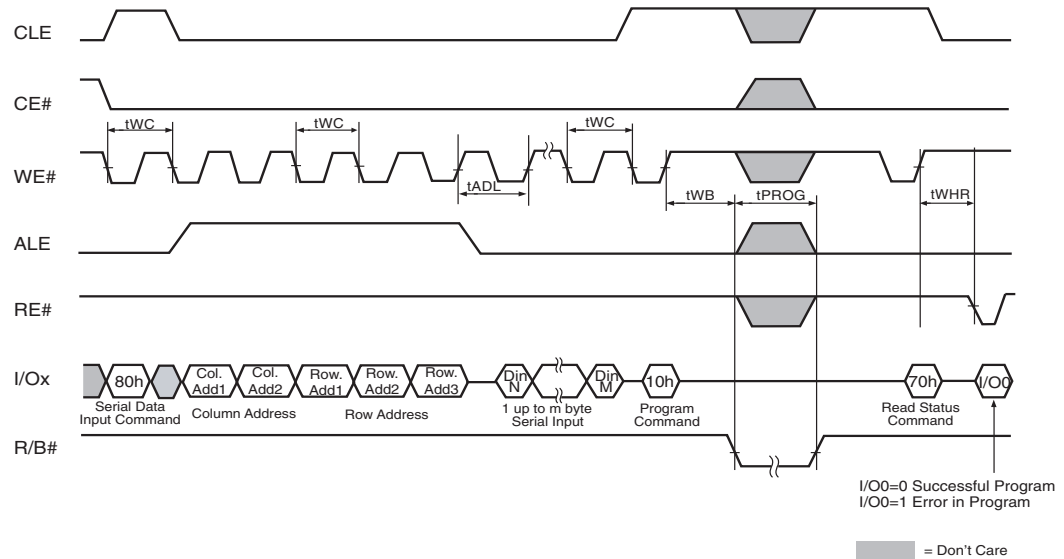 CLE
CE#
tWC
tWC
tWC
WE#
tADL
tWB
tPROG
tWHR
ALE
RE#
I/Ox
80h
Col.
Add1
Col.
Add2
Row.
Add1
Row.
Add2
Row.
Add3
Din
N
Din
M
10h
70h
I/O0
Serial Data
Input Command
Column Address
Row Address
1 up to m byte
Serial Input
Program
Command
Read Status
Command
R/B#
I/O0=0 Successful Program
I/O0=1 Error in Program
= Don't Care